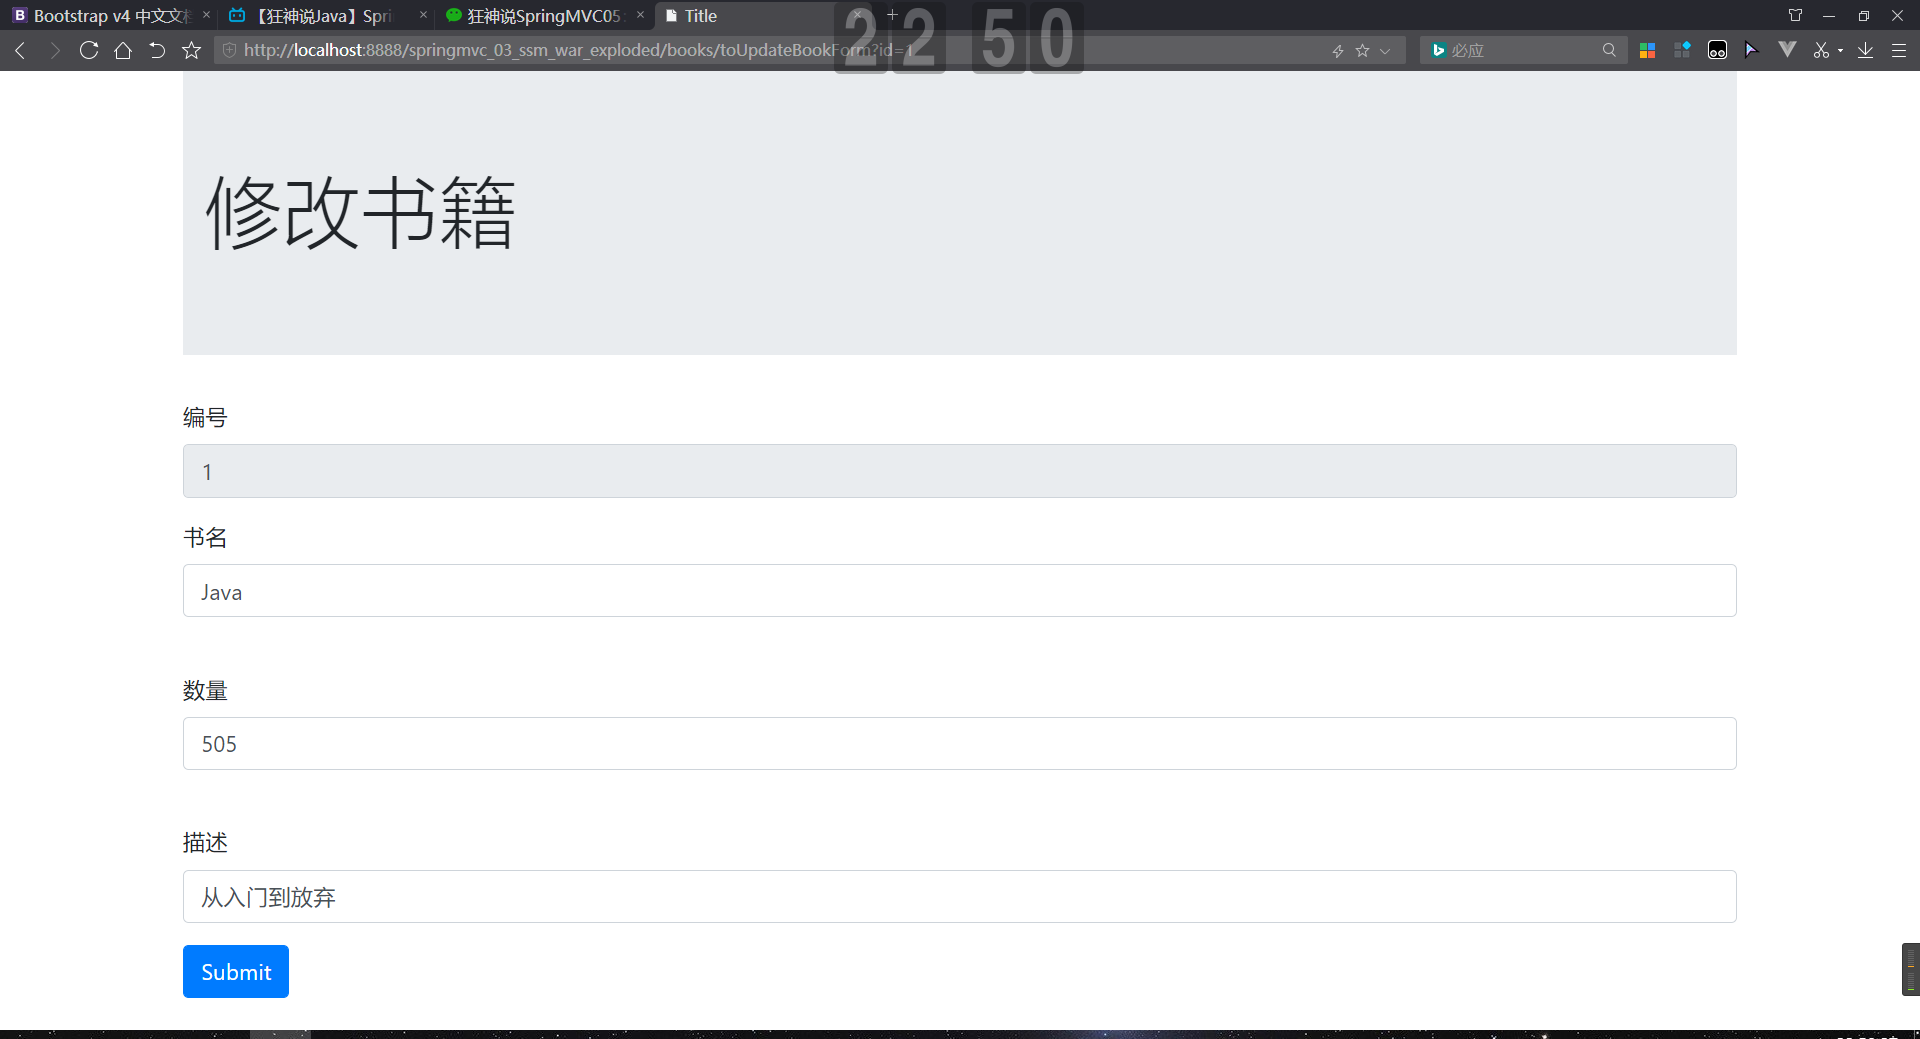 Bootstrap v4 中文文
【狂神说Java】Spri
狂神说SpringMVC05
Title
22 50
http://localhost:8888/springmvc_03_ssm_war_exploded/books/toUpdateBookForm?id=1
必应
修改书籍
编号
1
书名
Java
数量
505
描述
从入门到放弃
Submit